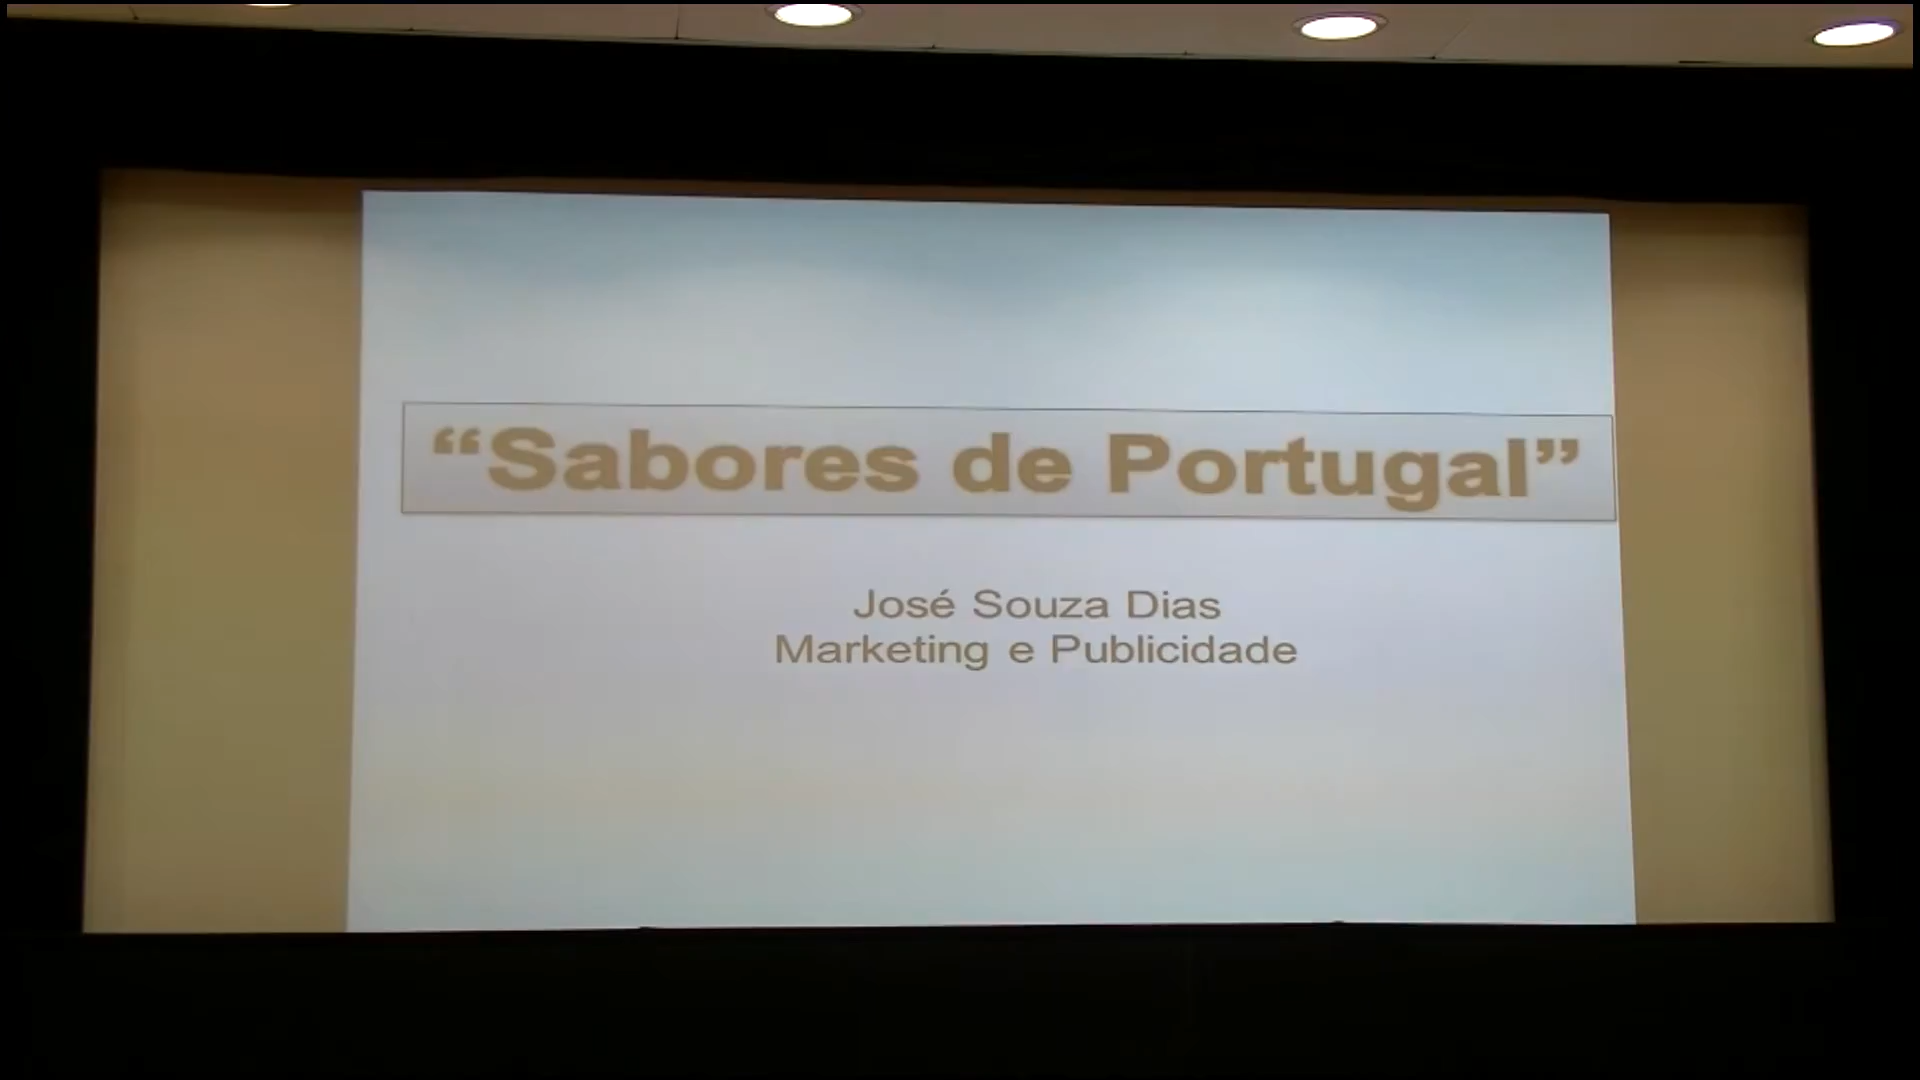 “Sabores de Portugal”
José Souza Dias
Marketing e Publicidade